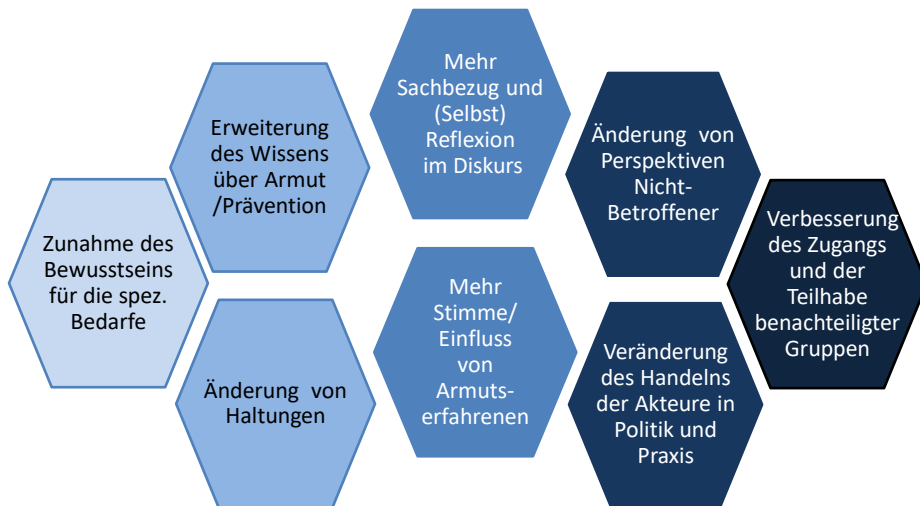 Zunahme des
Bewusstseins
für die spez.
Bedarfe
Erweiterung
des Wissens
über Armut
/Prävention
Änderung von
Haltungen
Mehr
Sachbezug und
(Selbst)
Reflexion
im Diskurs
Mehr
Stimme/
Einfluss
von
Armuts-
erfahrenen
Änderung von
Perspektiven
Nicht-
Betroffener
Veränderung
des Handelns
der Akteure in
Politik und
Praxis
Verbesserung
des Zugangs
und der
Teilhabe
benachteiligter
Gruppen